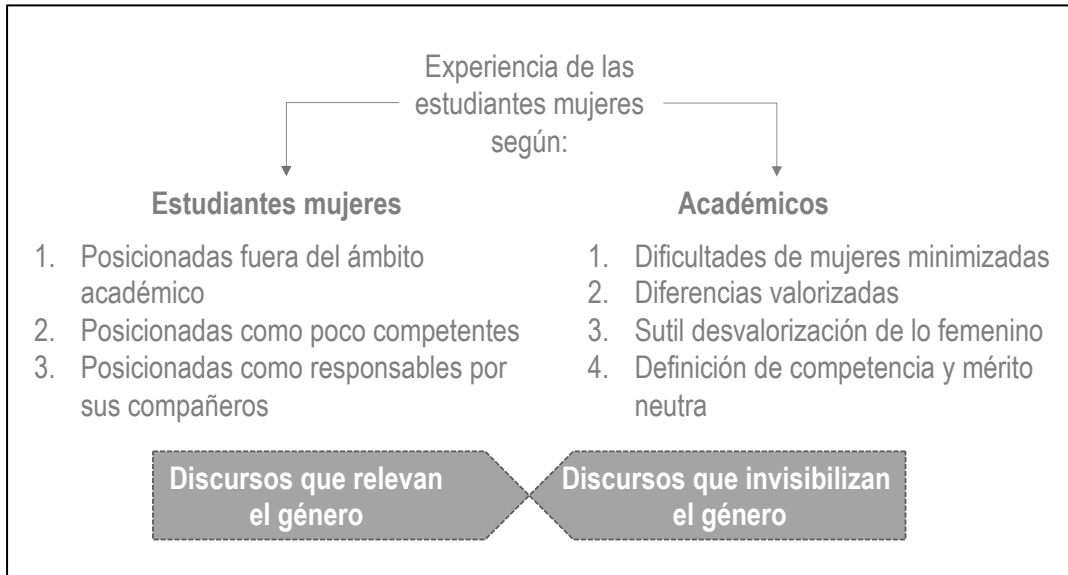 Experiencia de las
estudiantes mujeres
según:
Estudiantes mujeres
1. Posicionadas fuera del ámbito
académico
2. Posicionadas como poco competentes
3. Posicionadas como responsables por
sus compañeros
Académicos
1. Dificultades de mujeres minimizadas
2. Diferencias valorizadas
3. Sutil desvalorización de lo femenino
4. Definición de competencia y mérito
neutra
Discursos que relevan
el género
Discursos que invisibilizan
el género